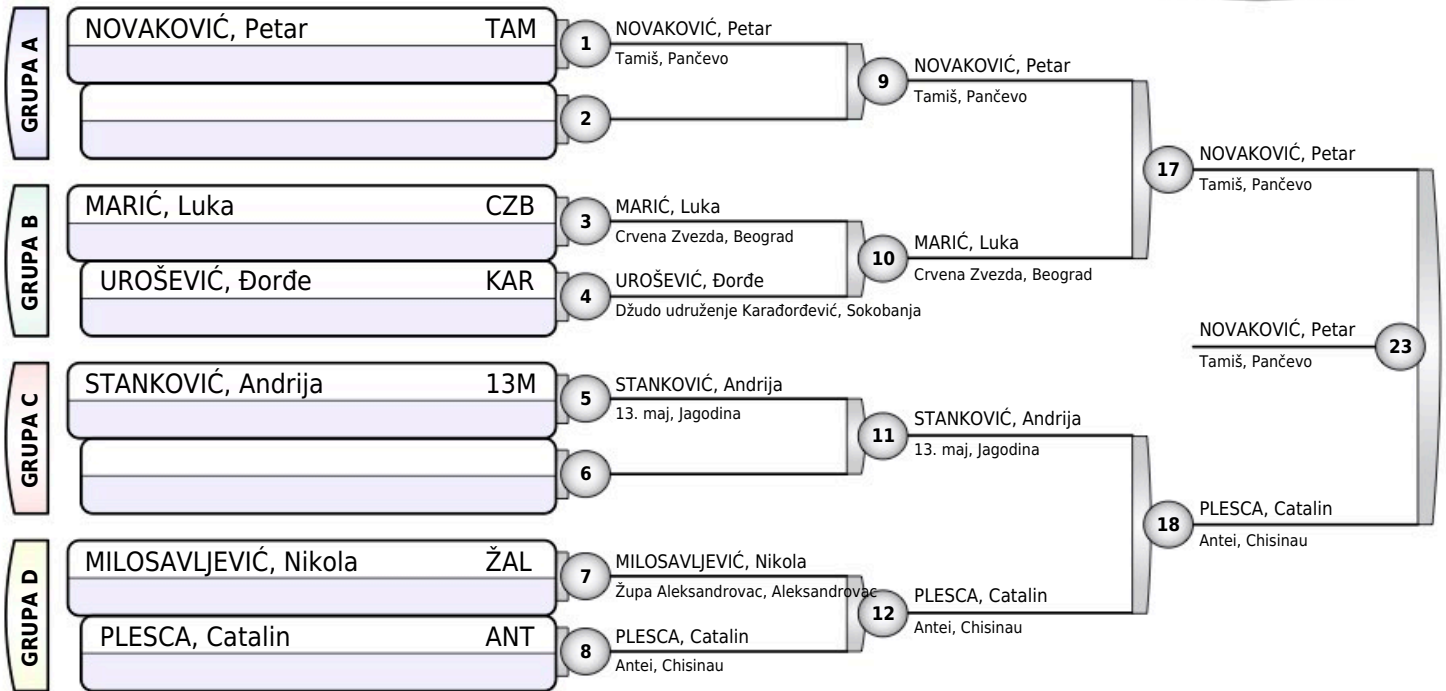 GRUPA A
NOVAKOVIĆ, Petar TAM
1
NOVAKOVIĆ, Petar
Tamiš, Pančevo
2
9
NOVAKOVIĆ, Petar
Tamiš, Pančevo
GRUPA B
MARIĆ, Luka CZB
3
MARIĆ, Luka
Crvena Zvezda, Beograd
UROŠEVIĆ, Đorđe KAR
4
UROŠEVIĆ, Đorđe
Džudo udruženje Karađorđević, Sokobanja
10
MARIĆ, Luka
Crvena Zvezda, Beograd
17
NOVAKOVIĆ, Petar
Tamiš, Pančevo
GRUPA C
STANKOVIĆ, Andrija 13M
5
STANKOVIĆ, Andrija
13. maj, Jagodina
6
11
STANKOVIĆ, Andrija
13. maj, Jagodina
GRUPA D
MILOSAVLJEVIĆ, Nikola ŽAL
7
MILOSAVLJEVIĆ, Nikola
Župa Aleksandrovac, Aleksandrovac
PLESCA, Catalin ANT
8
PLESCA, Catalin
Antei, Chisinau
12
PLESCA, Catalin
Antei, Chisinau
18
PLESCA, Catalin
Antei, Chisinau
NOVAKOVIĆ, Petar
Tamiš, Pančevo
23